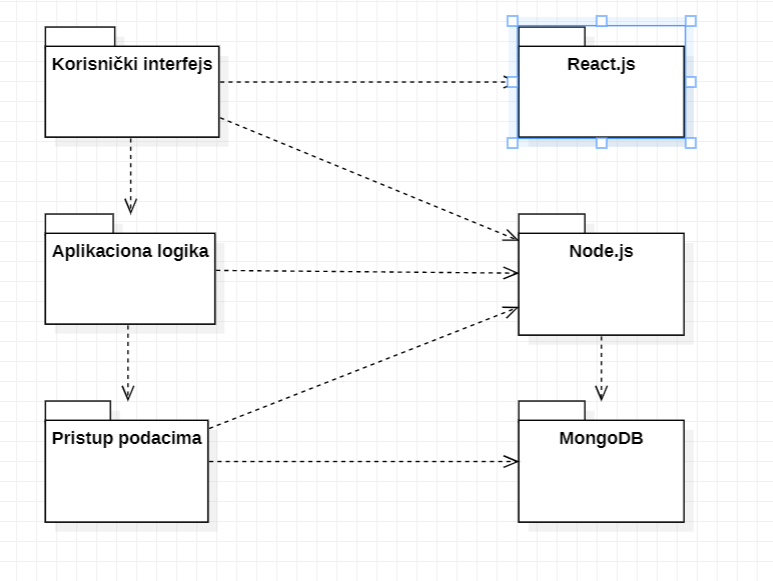 Korisnički interfejs
React.js
Aplikaciona logika
Node.js
Pristup podacima
MongoDB